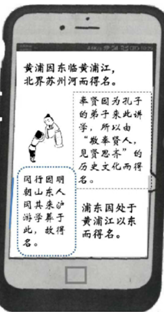 黄浦因东临黄浦江，
北界苏州河而得名。
奉贤因为孔子
的弟子来此讲
学，所以由
“敬奉贤人，
见贤思齐”的
历史文化而得
名。
闵行因明
朝山东人
闵其来沪
游学葬于
此，故得
名。
浦东因处于
黄浦江以东
而得名。